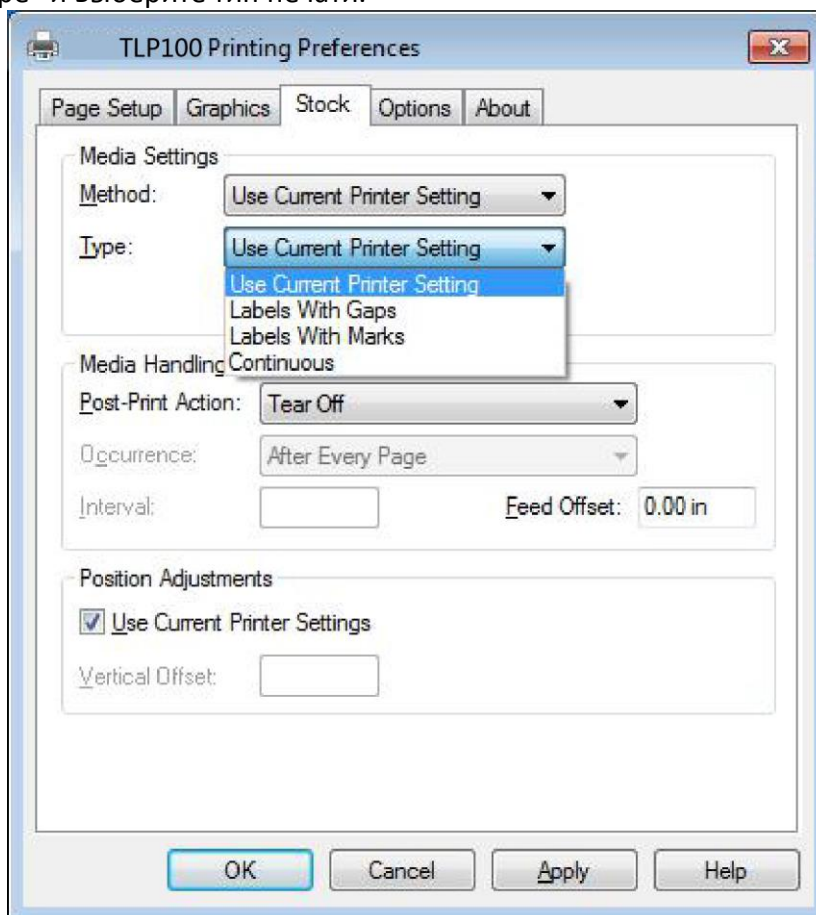 выберите тип печати.
TLP100 Printing Preferences
Page Setup Graphics Stock Options About
Media Settings
Method: Use Current Printer Setting
Type: Use Current Printer Setting
Use Current Printer Setting
Labels With Gaps
Labels With Marks
Continuous
Media Handling
Post-Print Action: Tear Off
Occurrence: After Every Page
Interval: Feed Offset: 0.00 in
Position Adjustments
Use Current Printer Settings
Vertical Offset:
OK Cancel Apply Help